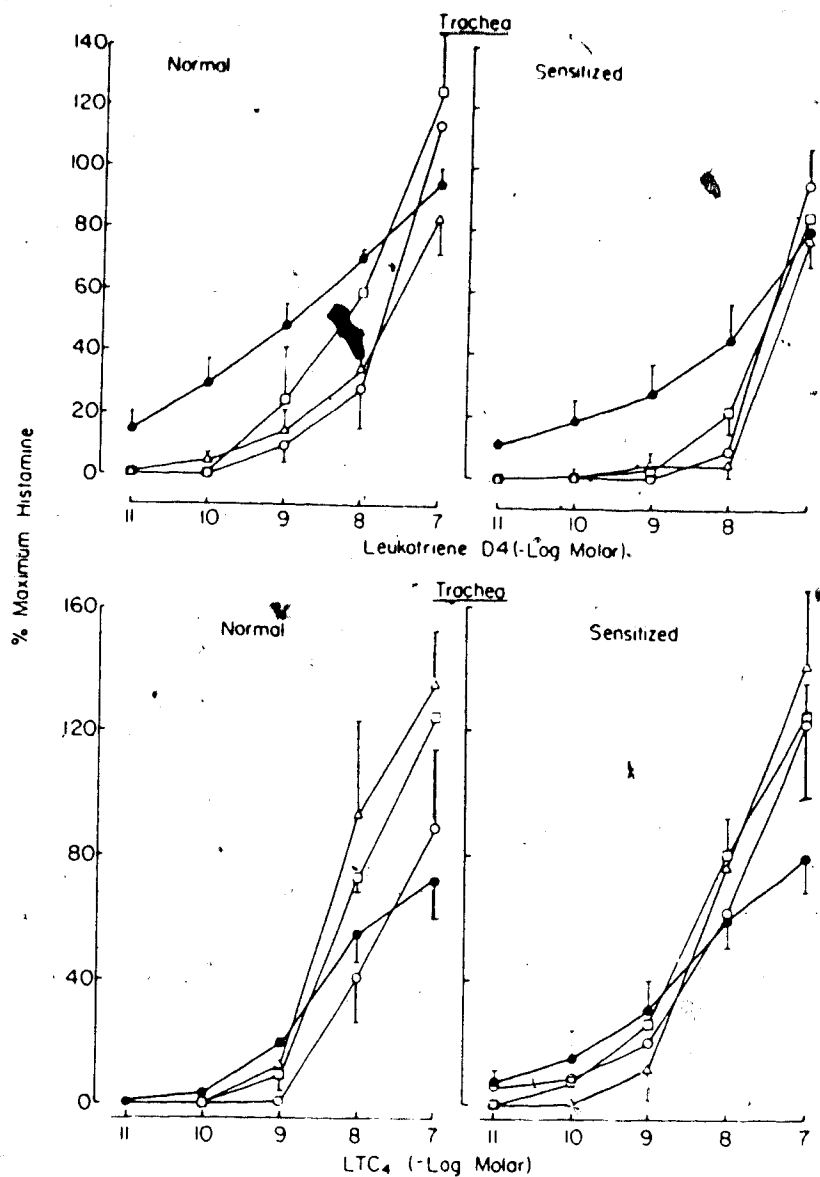 Trachea
Normal
Sensitized
140
120
100
80
60
40
20
0
11 10 9 8 7
11 10 9 8 7
Leukotriene D4 (-Log Molar)
% Maximum Histamine
Trachea
Normal
Sensitized
160
120
80
40
0
11 10 9 8 7
11 10 9 8 7
LTC₄ (-Log Molar)